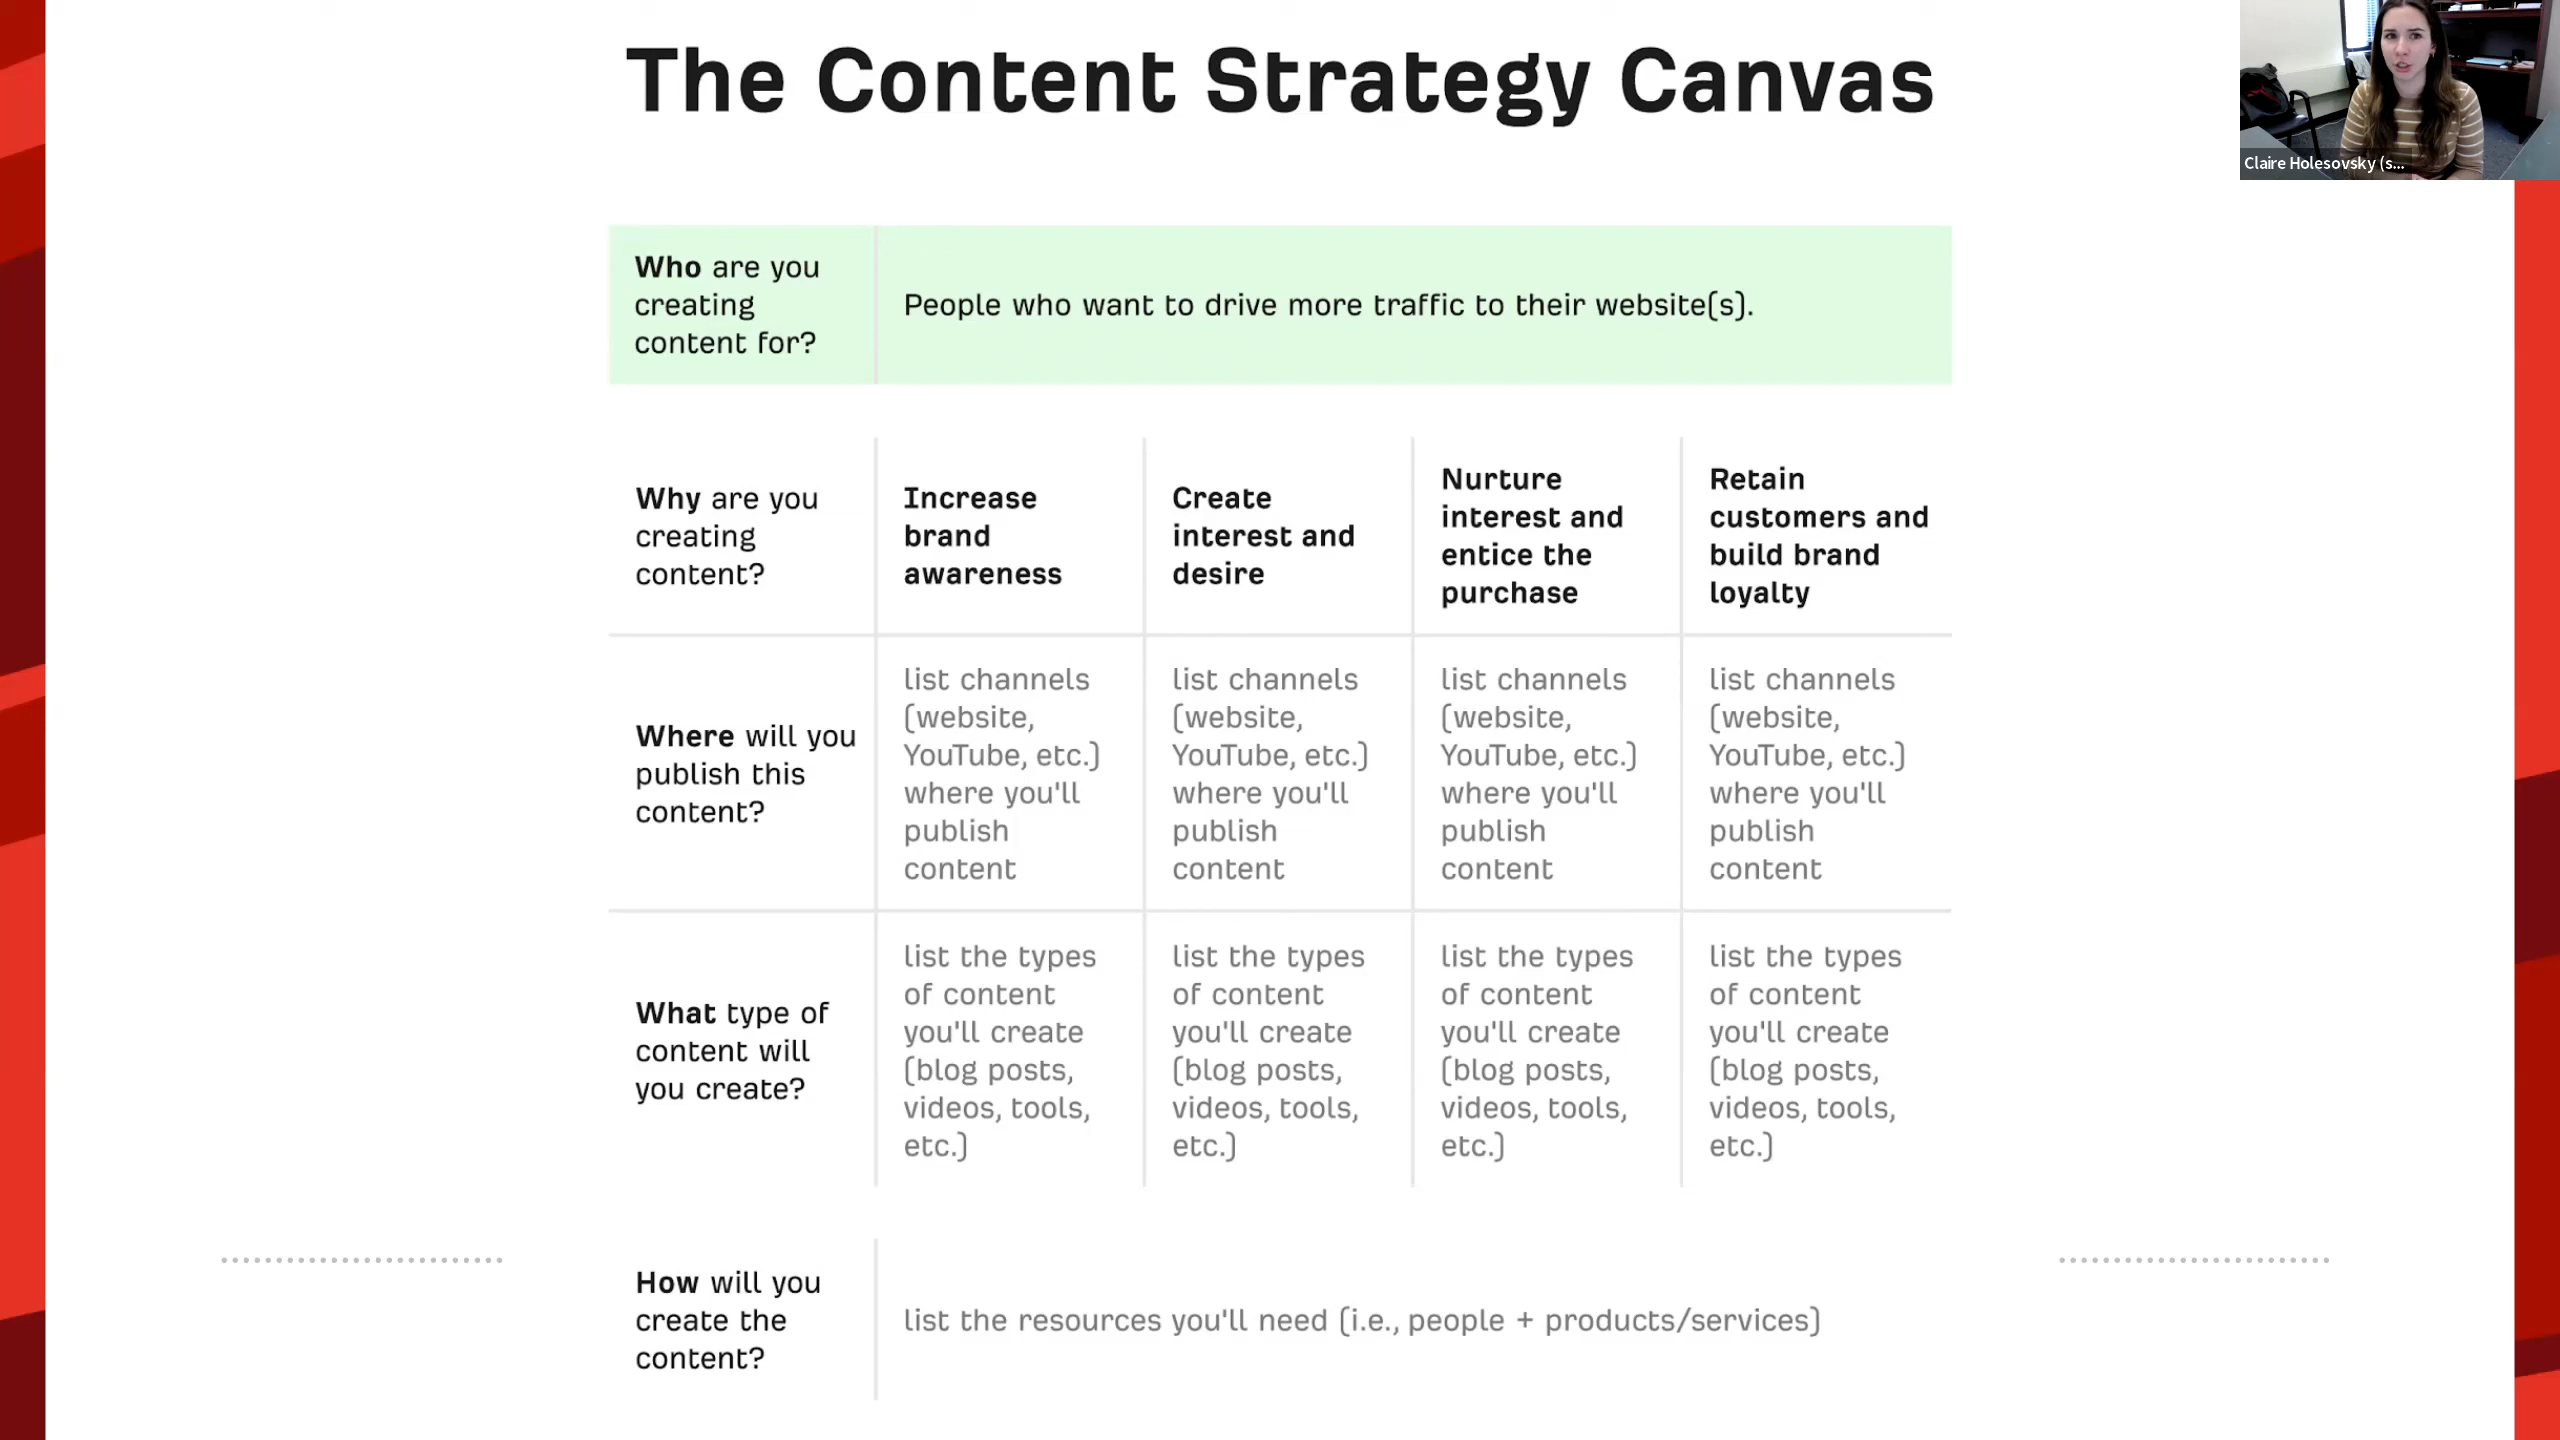 The Content Strategy Canvas
Claire Holesovsky (s...
Who are you
creating
content for?
People who want to drive more traffic to their website(s).
Why are you
creating
content?
Increase
brand
awareness
Create
interest and
desire
Nurture
interest and
entice the
purchase
Retain
customers and
build brand
loyalty
Where will you
publish this
content?
list channels
(website,
YouTube, etc.)
where you'll
publish
content
list channels
(website,
YouTube, etc.)
where you'll
publish
content
list channels
(website,
YouTube, etc.)
where you'll
publish
content
list channels
(website,
YouTube, etc.)
where you'll
publish
content
What type of
content will
you create?
list the types
of content
you'll create
(blog posts,
videos, tools,
etc.)
list the types
of content
you'll create
(blog posts,
videos, tools,
etc.)
list the types
of content
you'll create
(blog posts,
videos, tools,
etc.)
list the types
of content
you'll create
(blog posts,
videos, tools,
etc.)
How will you
create the
content?
list the resources you'll need (i.e., people + products/services)